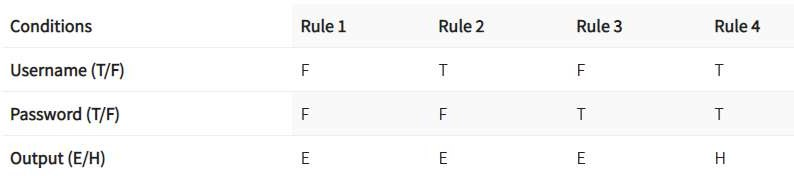 Conditions Rule 1 Rule 2 Rule 3 Rule 4
Username (T/F) F T F T
Password (T/F) F F T T
Output (E/H) E E E H